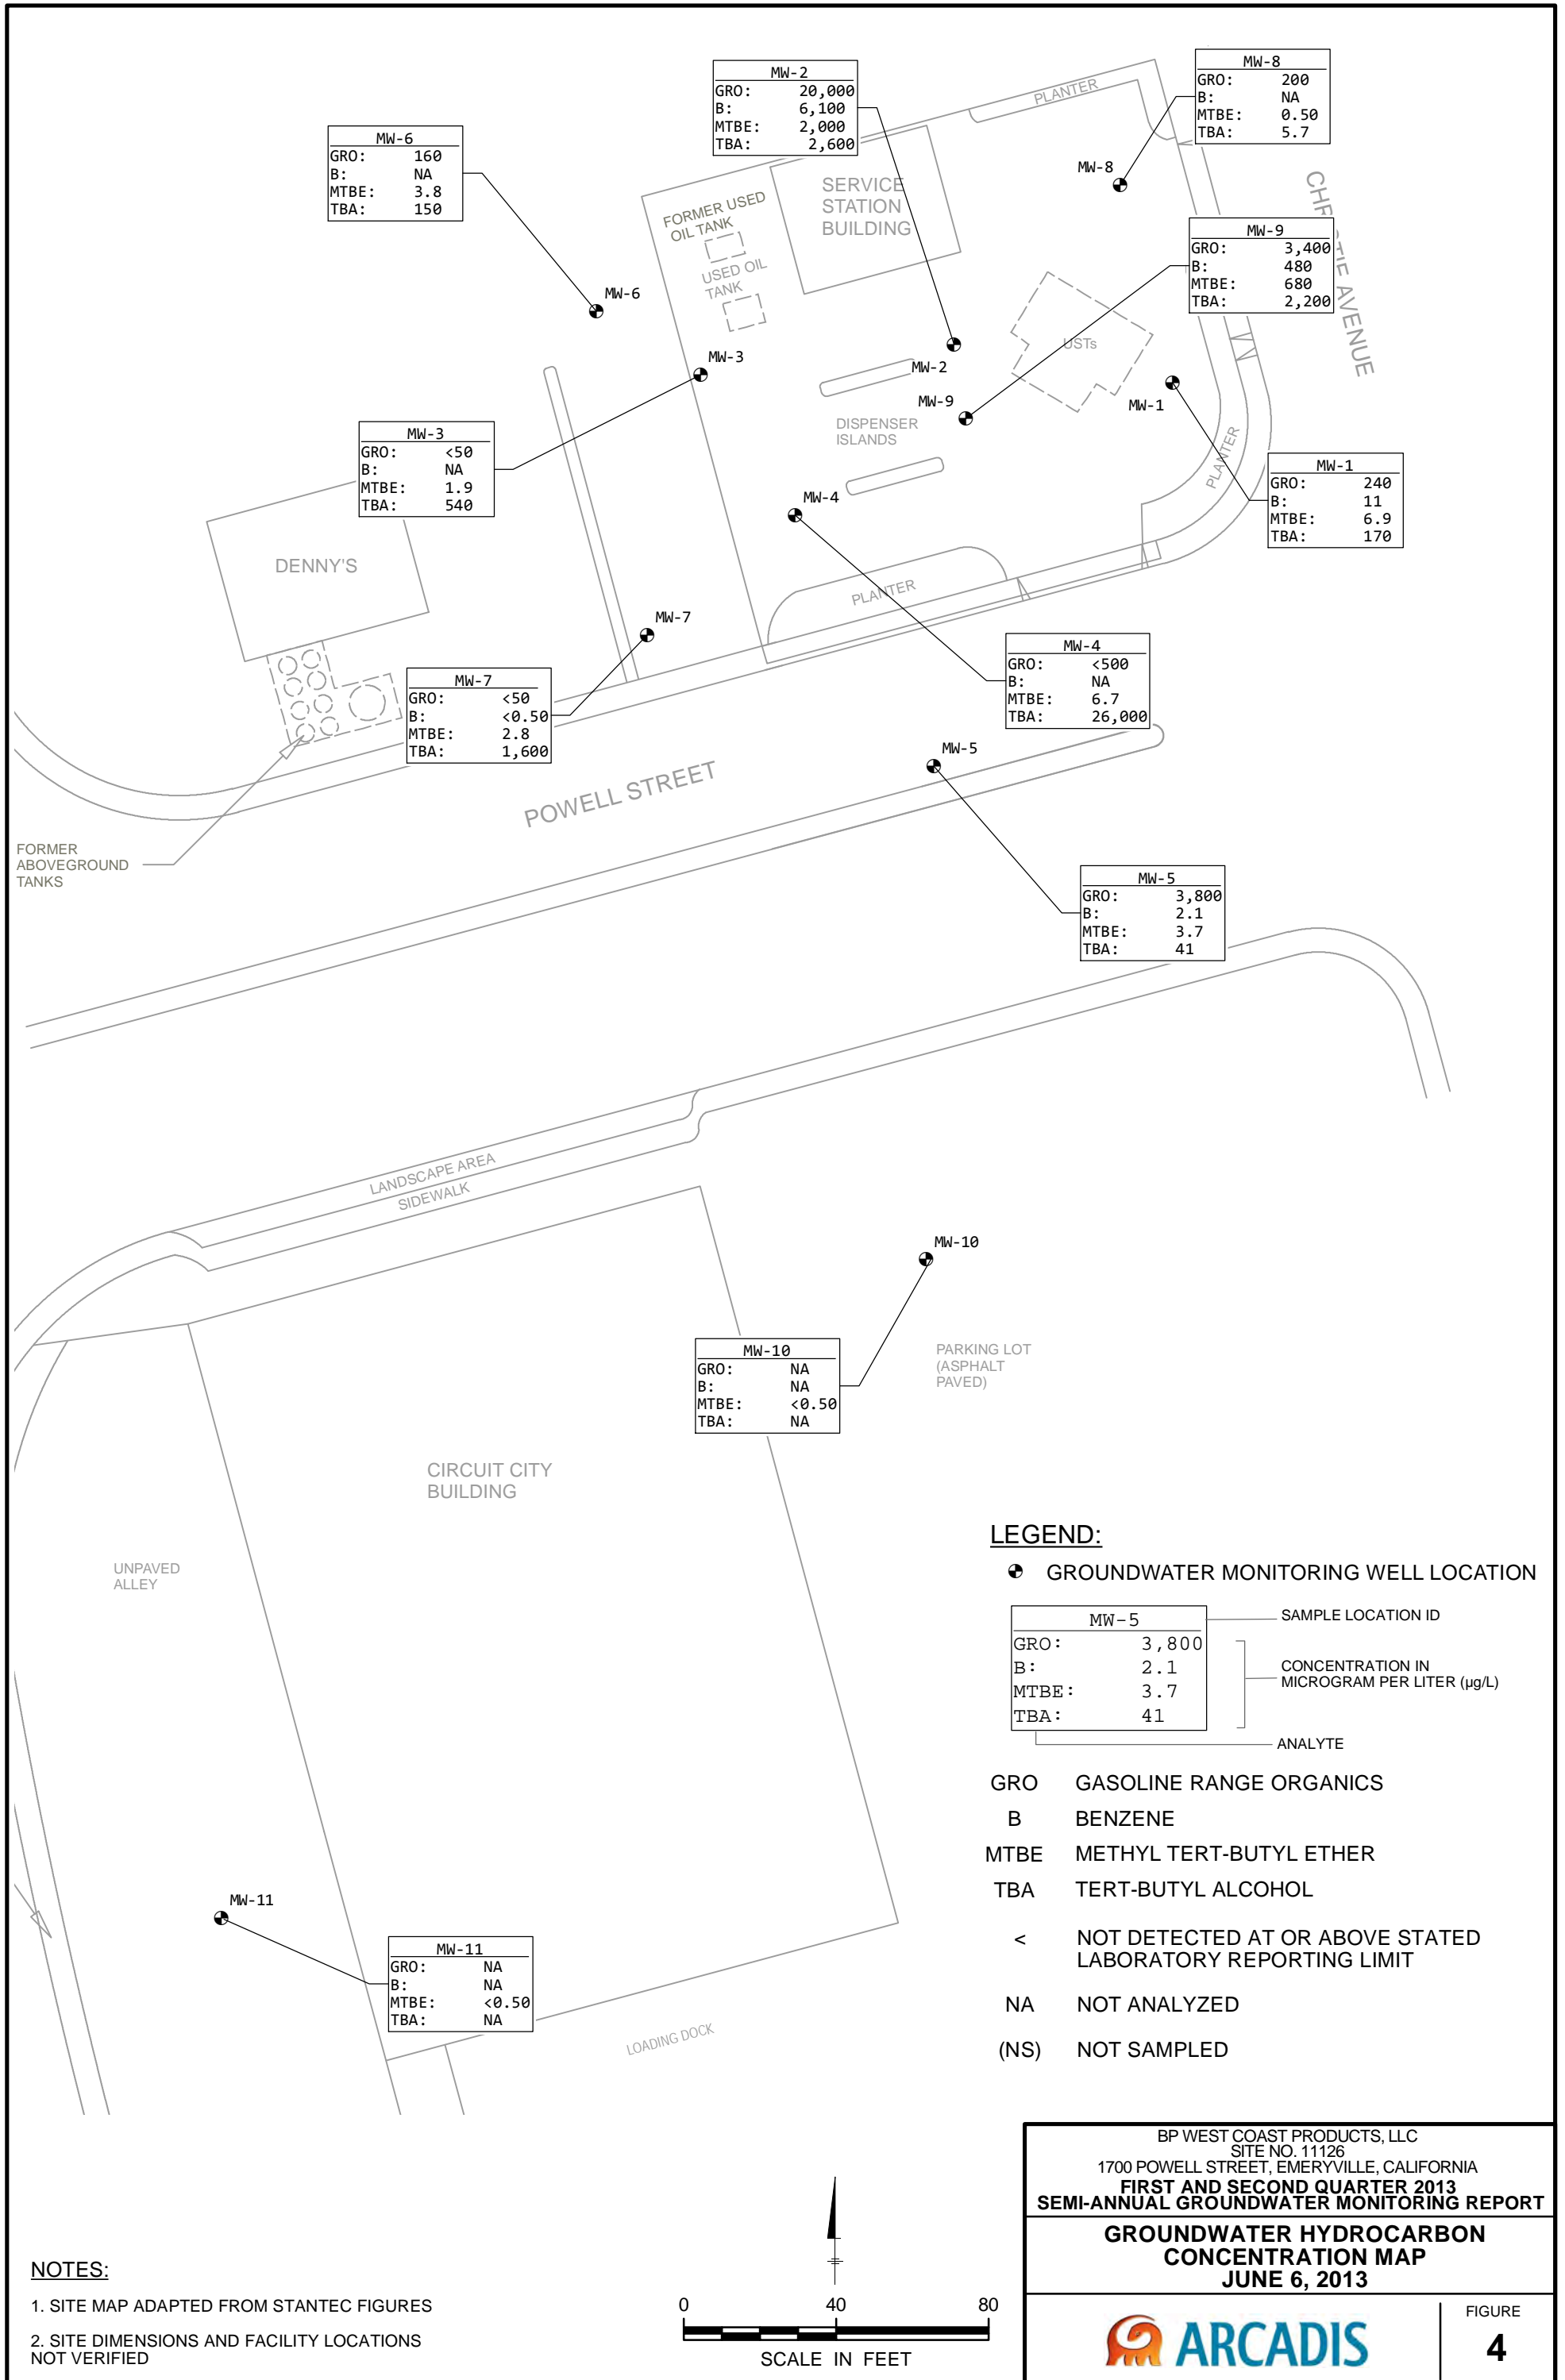 MW-2
GRO: 20,000
B: 6,100
MTBE: 2,000
TBA: 2,600
MW-8
GRO: 200
B: NA
MTBE: 0.50
TBA: 5.7
PLANTER
MW-6
GRO: 160
B: NA
MTBE: 3.8
TBA: 150
MW-8
SERVICE
STATION
BUILDING
FORMER USED
OIL TANK
USED OIL
TANK
AVENUE
MW-9
GRO: 3,400
B: 480
MTBE: 680
TBA: 2,200
MW-6
MW-3
MW-2
USTs
MW-9
MW-1
DISPENSER
ISLANDS
MW-3
GRO: <50
B: NA
MTBE: 1.9
TBA: 540
PLANTER
MW-1
GRO: 240
B: 11
MTBE: 6.9
TBA: 170
MW-4
DENNY'S
PLANTER
MW-7
MW-4
GRO: <500
B: NA
MTBE: 6.7
TBA: 26,000
MW-7
GRO: <50
B: <0.50
MTBE: 2.8
TBA: 1,600
MW-5
POWELL STREET
FORMER
ABOVEGROUND
TANKS
MW-5
GRO: 3,800
B: 2.1
MTBE: 3.7
TBA: 41
LANDSCAPE AREA
SIDEWALK
MW-10
MW-10
GRO: NA
B: NA
MTBE: <0.50
TBA: NA
PARKING LOT
(ASPHALT
PAVED)
CIRCUIT CITY
BUILDING
UNPAVED
ALLEY
MW-11
MW-11
GRO: NA
B: NA
MTBE: <0.50
TBA: NA
LOADING DOCK
LEGEND:
GROUNDWATER MONITORING WELL LOCATION
MW-5
GRO: 3,800
B: 2.1
MTBE: 3.7
TBA: 41
SAMPLE LOCATION ID
CONCENTRATION IN
MICROGRAM PER LITER (µg/L)
ANALYTE
GRO GASOLINE RANGE ORGANICS
B BENZENE
MTBE METHYL TERT-BUTYL ETHER
TBA TERT-BUTYL ALCOHOL
< NOT DETECTED AT OR ABOVE STATED
LABORATORY REPORTING LIMIT
NA NOT ANALYZED
(NS) NOT SAMPLED
NOTES:
1. SITE MAP ADAPTED FROM STANTEC FIGURES
2. SITE DIMENSIONS AND FACILITY LOCATIONS
NOT VERIFIED
0 40 80
SCALE IN FEET
BP WEST COAST PRODUCTS, LLC
SITE NO. 11126
1700 POWELL STREET, EMERYVILLE, CALIFORNIA
FIRST AND SECOND QUARTER 2013
SEMI-ANNUAL GROUNDWATER MONITORING REPORT
GROUNDWATER HYDROCARBON
CONCENTRATION MAP
JUNE 6, 2013
ARCADIS
FIGURE
4